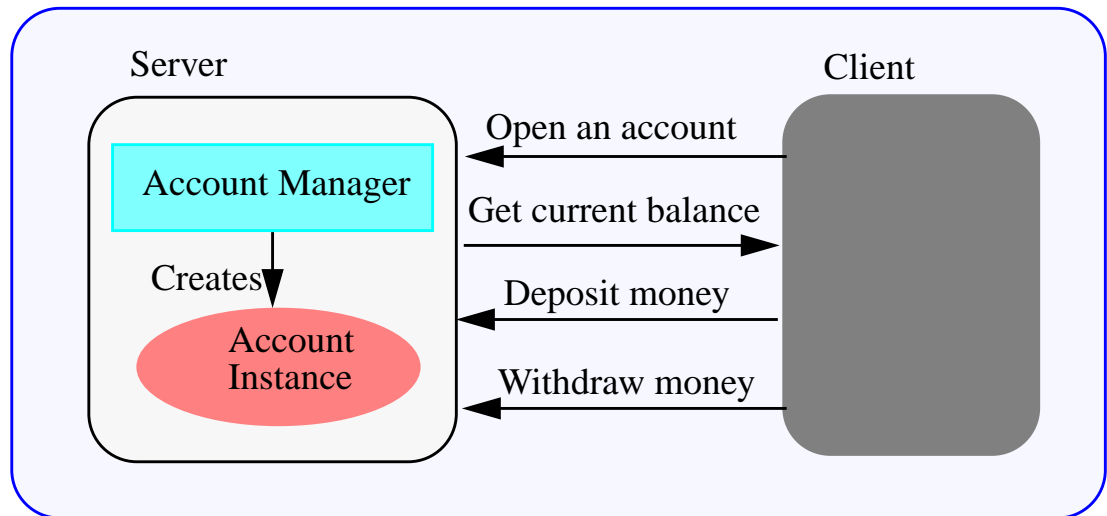 Server
Client
Open an account
Account Manager
Get current balance
Creates
Deposit money
Account
Instance
Withdraw money